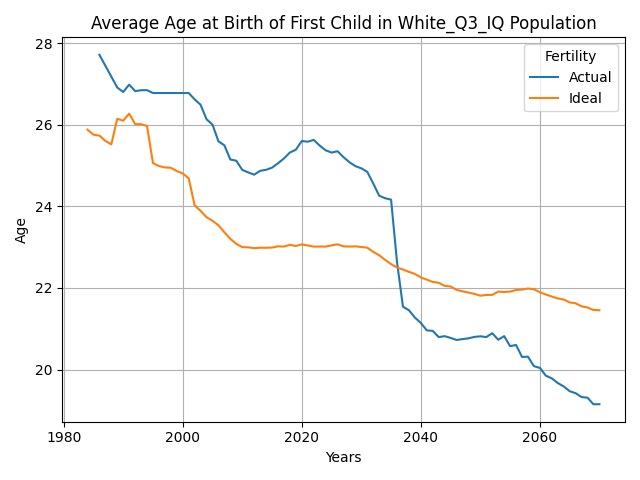 Average Age at Birth of First Child in White_Q3_IQ Population
Fertility
Actual
Ideal
Age
28
26
24
22
20
1980
2000
2020
2040
2060
Years